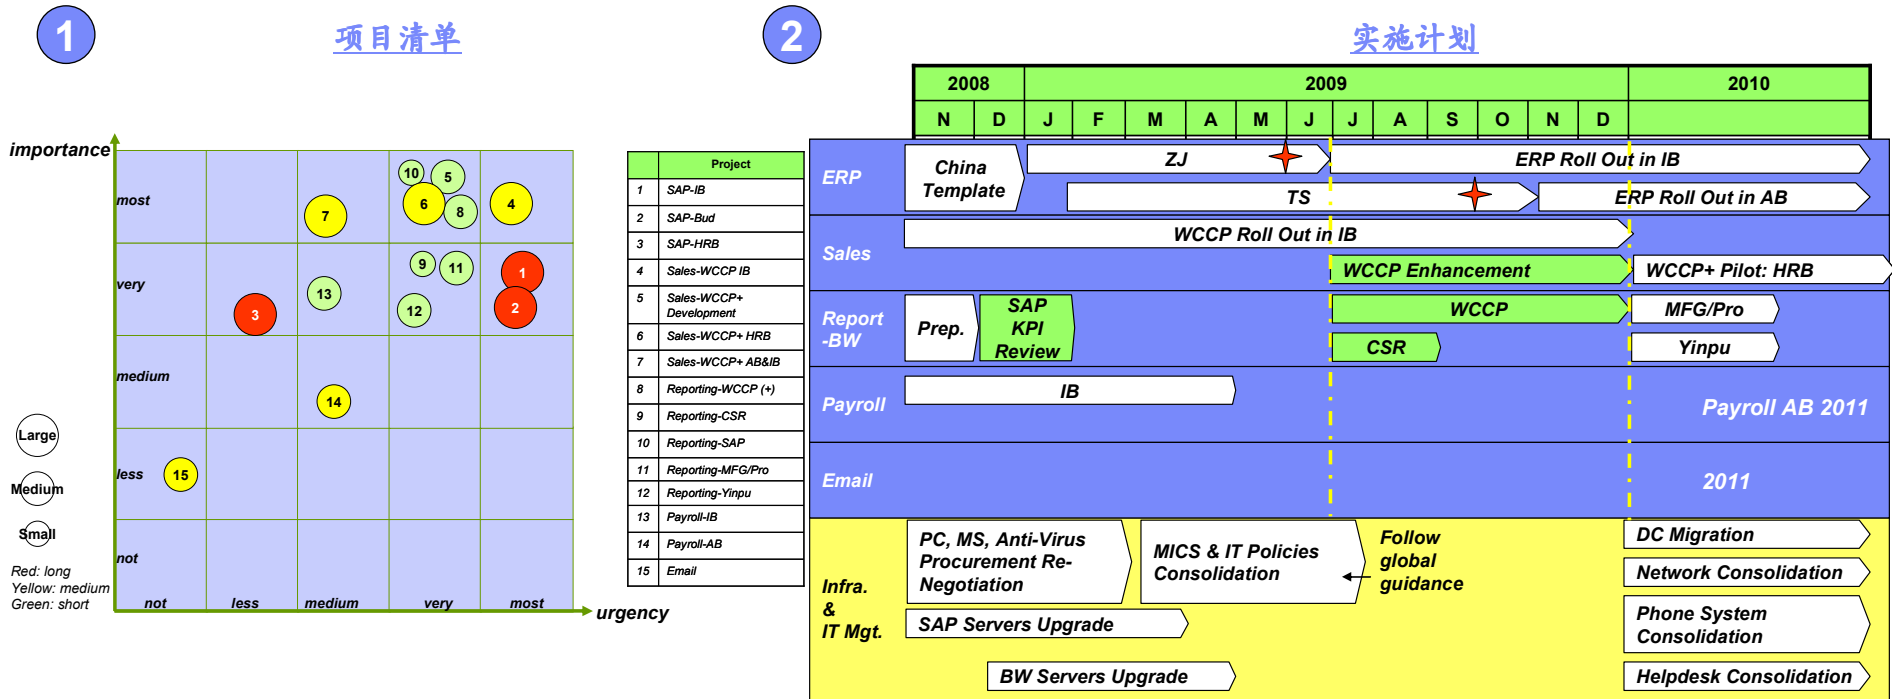 1
项目清单
importance
most
very
medium
less
not
10
5
6
8
4
7
9
11
1
2
12
13
3
14
15
Large
Medium
Small
Red: long
Yellow: medium
Green: short
not
less
medium
very
most
urgency
Project
1 SAP-IB
2 SAP-Bud
3 SAP-HRB
4 Sales-WCCP IB
5 Sales-WCCP+
Development
6 Sales-WCCP+ HRB
7 Sales-WCCP+ AB&IB
8 Reporting-WCCP (+)
9 Reporting-CSR
10 Reporting-SAP
11 Reporting-MFG/Pro
12 Reporting-Yinpu
13 Payroll-IB
14 Payroll-AB
15 Email
2
实施计划
2008 2009 2010
N D J F M A M J J A S O N D
ERP
China
Template
ZJ
ERP Roll Out in IB
TS
ERP Roll Out in AB
Sales
WCCP Roll Out in IB
WCCP Enhancement
WCCP+ Pilot: HRB
Report
-BW
Prep.
SAP
KPI
Review
WCCP
MFG/Pro
CSR
Yinpu
Payroll
IB
Payroll AB 2011
Email
2011
Infra.
&
IT Mgt.
PC, MS, Anti-Virus
Procurement Re-
Negotiation
MICS & IT Policies
Consolidation
Follow
global
guidance
SAP Servers Upgrade
BW Servers Upgrade
DC Migration
Network Consolidation
Phone System
Consolidation
Helpdesk Consolidation